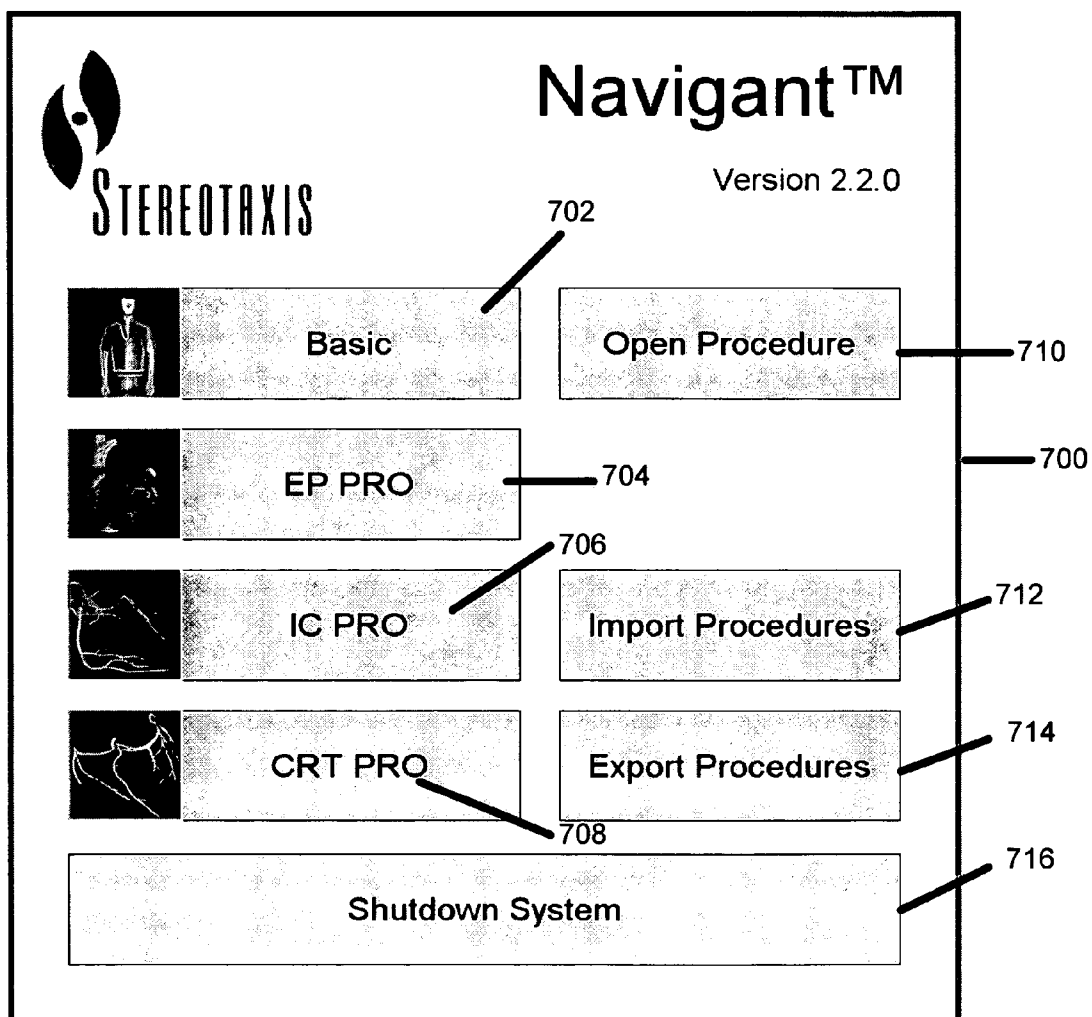 Navigant™
STEREOTAXIS
Version 2.2.0
702
Basic
Open Procedure
710
700
EP PRO
704
706
IC PRO
Import Procedures
712
CRT PRO
Export Procedures
714
708
716
Shutdown System